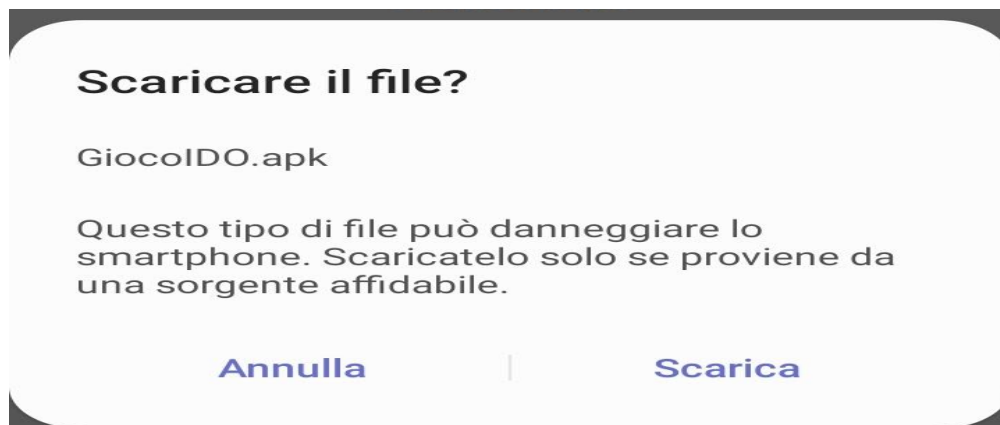 Scaricare il file?
GiocoIDO.apk
Questo tipo di file può danneggiare lo
smartphone. Scaricatelo solo se proviene da
una sorgente affidabile.
Annulla
Scarica